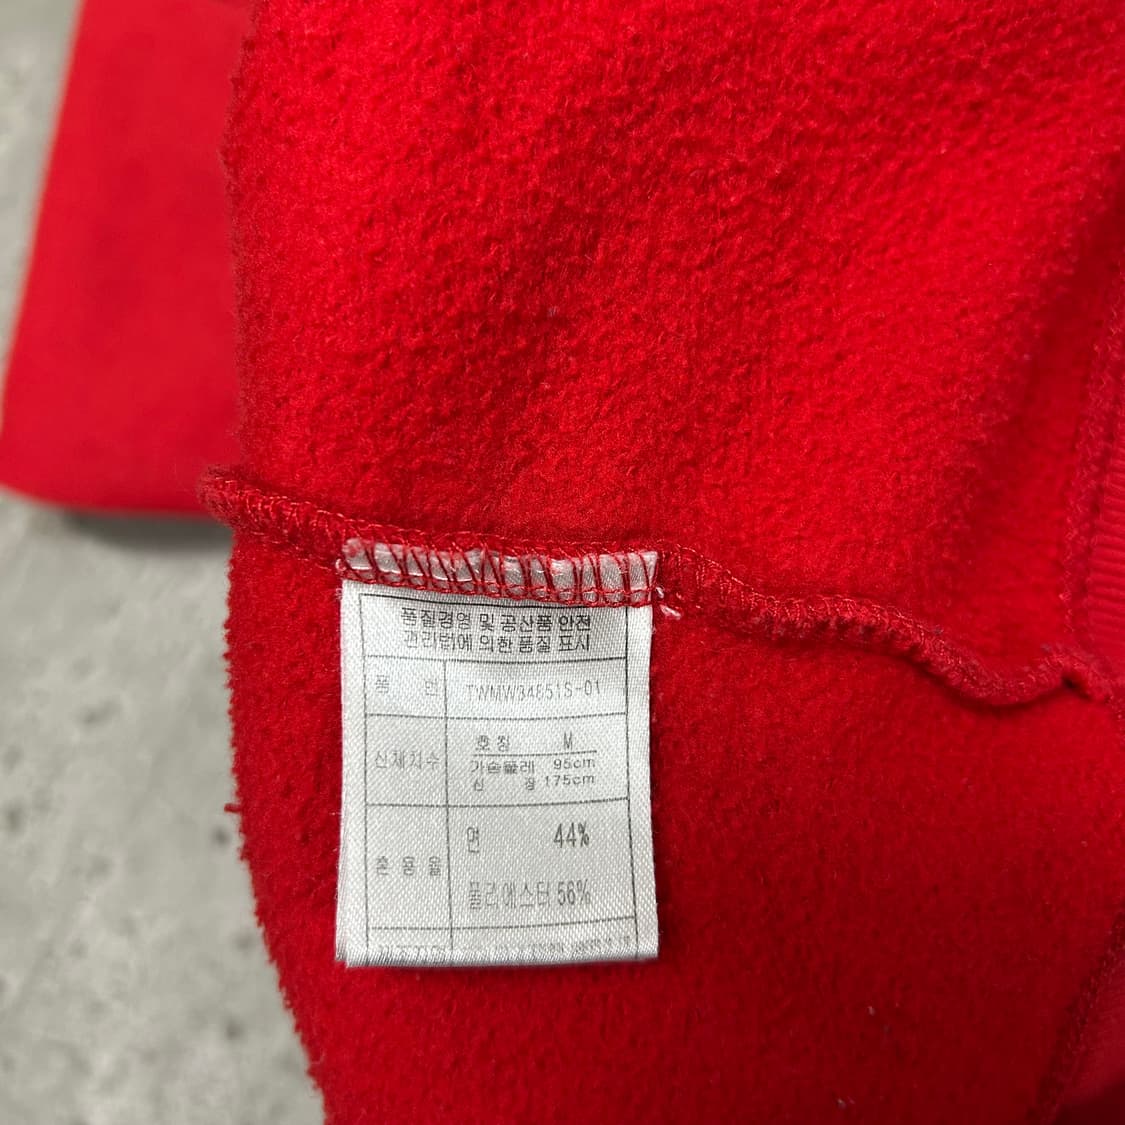 품질경영 및 공산품 안전
관리법에 의한 품질 표시
품 번 TWMW34851S-01
신체치수 호칭 M
가슴둘레 95cm
신 장 175cm
혼용율 면 44%
폴리에스터 56%